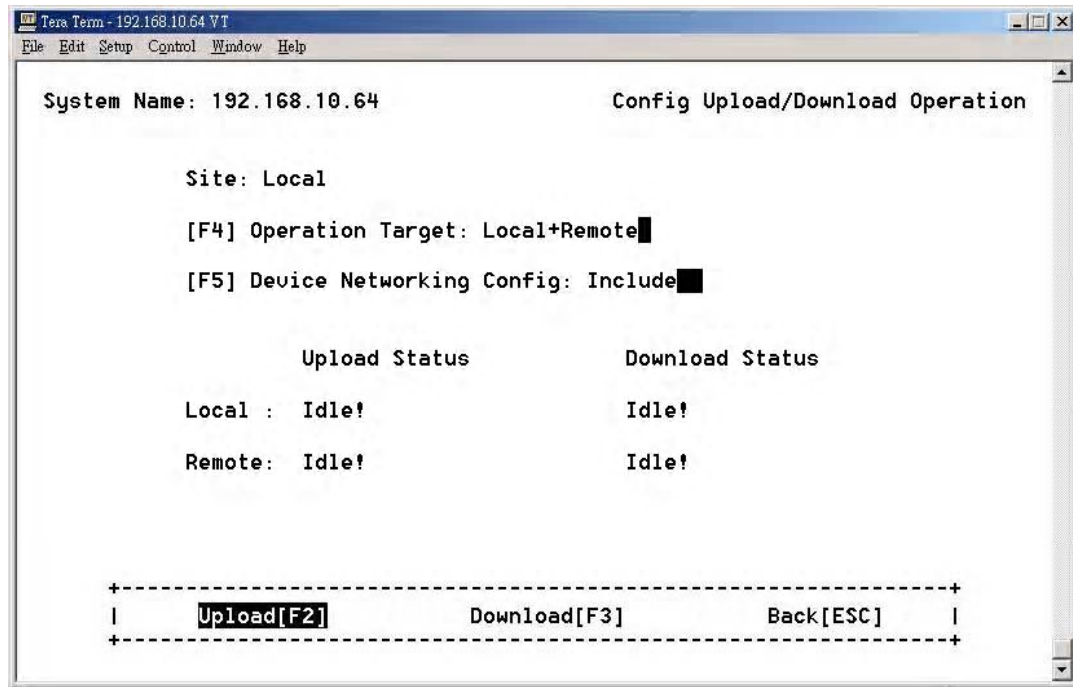 Tera Term - 192.168.10.64 VT
File Edit Setup Control Window Help
System Name: 192.168.10.64 Config Upload/Download Operation
Site: Local
[F4] Operation Target: Local+Remote
[F5] Device Networking Config: Include
Upload Status Download Status
Local : Idle! Idle!
Remote: Idle! Idle!
Upload[F2] Download[F3] Back[ESC]